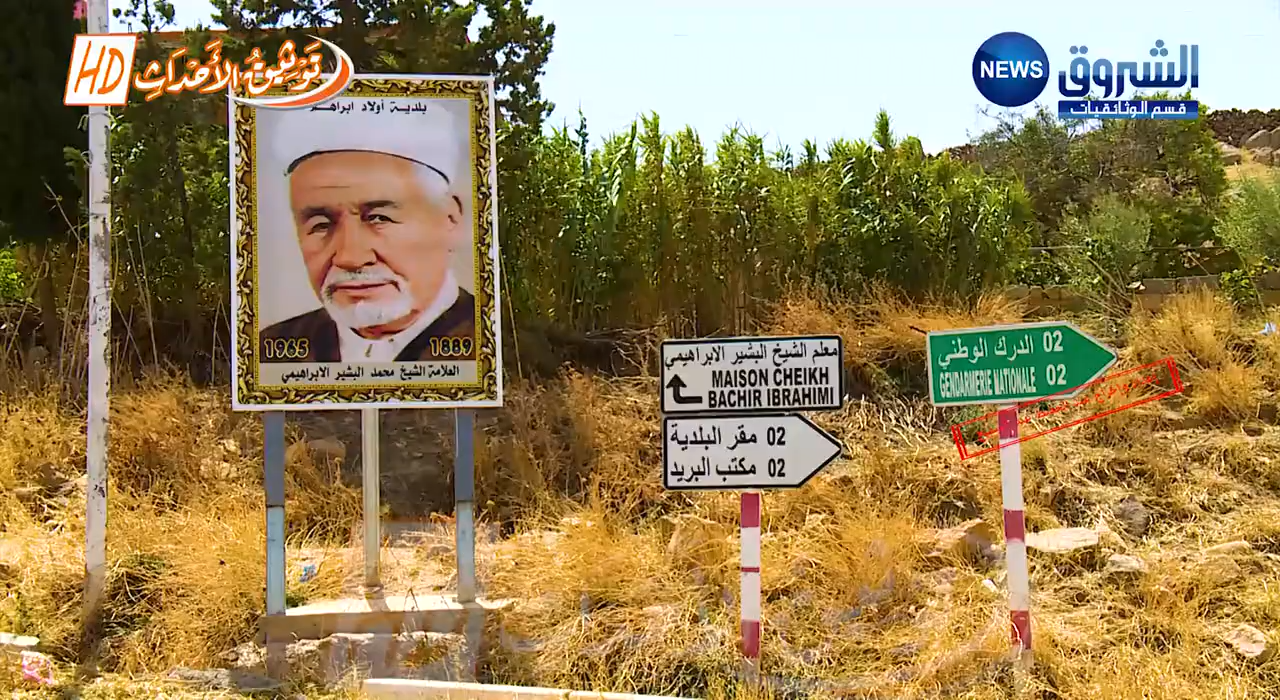 HD توثيق الأحداث
NEWS الشروق
قسم الوثائقيات
بلدية أولاد ابراهـ
1965 1889
العلامة الشيخ محمد البشير الابراهيمي
معلم الشيخ البشير الابراهيمي
MAISON CHEIKH
BACHIR IBRAHIMI
مقر البلدية 02
مكتب البريد 02
الدرك الوطني 02
GENDARMERIE NATIONALE 02